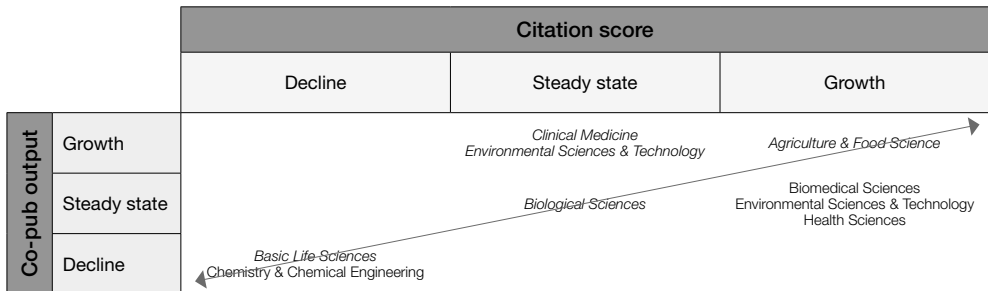 Citation score
Decline
Steady state
Growth
Co-pub output
Growth
Clinical Medicine
Environmental Sciences & Technology
Agriculture & Food Science
Steady state
Biological Sciences
Biomedical Sciences
Environmental Sciences & Technology
Health Sciences
Decline
Basic Life Sciences
Chemistry & Chemical Engineering